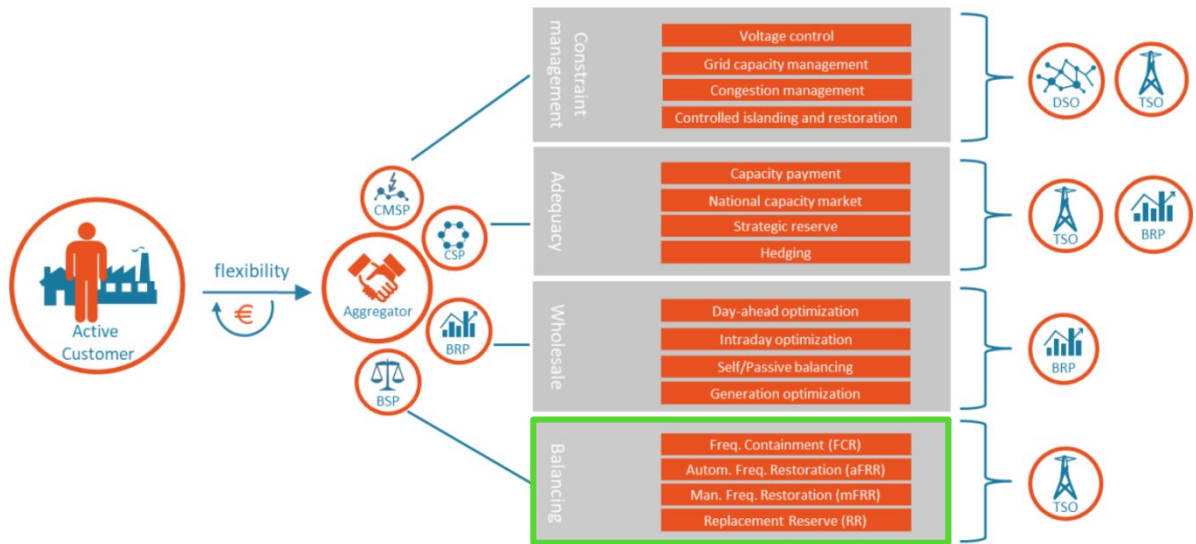 Active
Customer
flexibility
€
Aggregator
CMSP
CSP
BRP
BSP
Constraint
management
Voltage control
Grid capacity management
Congestion management
Controlled islanding and restoration
DSO
TSO
Adequacy
Capacity payment
National capacity market
Strategic reserve
Hedging
TSO
BRP
Wholesale
Day-ahead optimization
Intraday optimization
Self/Passive balancing
Generation optimization
BRP
Balancing
Freq. Containment (FCR)
Autom. Freq. Restoration (aFRR)
Man. Freq. Restoration (mFRR)
Replacement Reserve (RR)
TSO